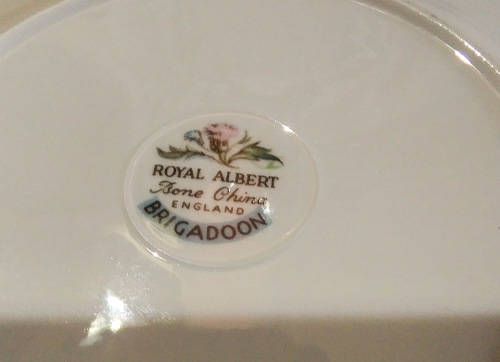 ROYAL ALBERT
Bone China
ENGLAND
BRIGADOON